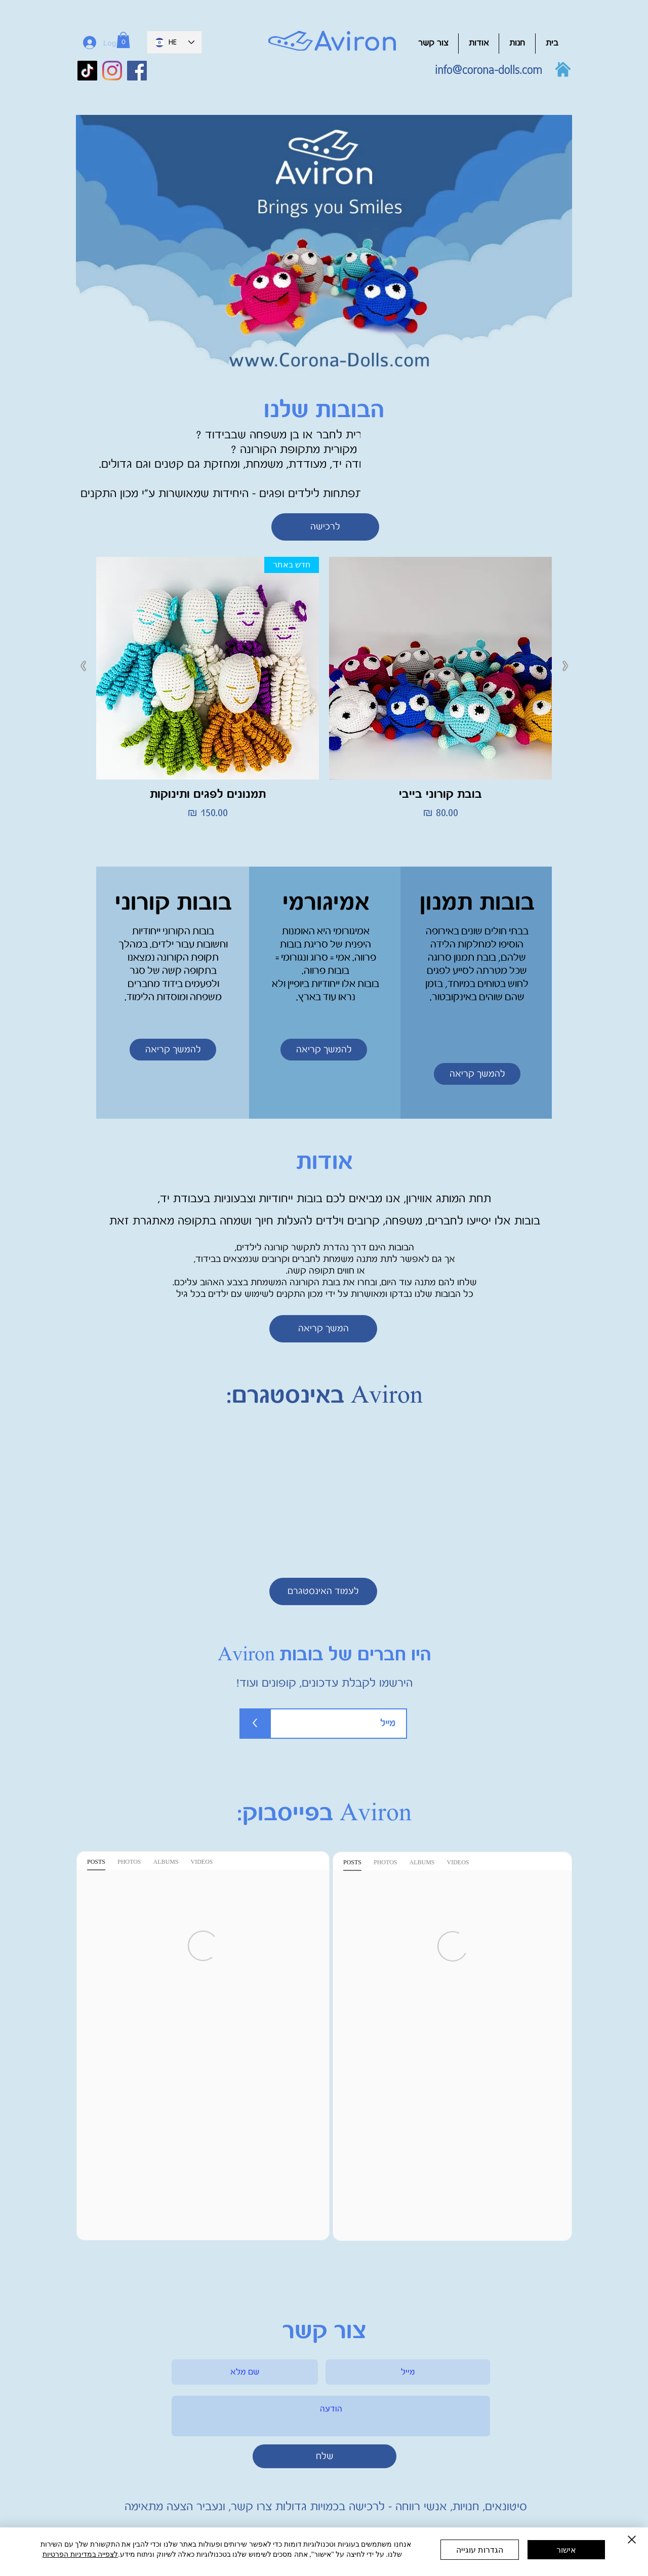 בית
חנות
אודות
צור קשר
Aviron
HE
0
info@corona-dolls.com
Aviron
Brings you Smiles
www.Corona-Dolls.com
הבובות שלנו
לחבר או בן משפחה שבבידוד ?
מקורית מתקופת הקורונה ?
יד, מעודדת, משמחת, ומחזקת גם קטנים וגם גדולים.
לילדים ופגים - היחידות שמאושרות ע"י מכון התקנים
לרכישה
חדש באתר
בובת קורוני בייבי
80.00 ₪
תמנונים לפגים ותינוקות
150.00 ₪
בובות תמנון
בבתי חולים שונים באירופה
הוסיפו למחלקות הלידה
שלהם, בובת תמנון סרוגה
שכל מטרתה לסייע לפגים
לחוש בטוחים במיוחד, בזמן
שהם שוהים באינקובטור.
להמשך קריאה
אמיגורמי
אמיגורומי היא האומנות
היפנית של סריגת בובות
פרווה, אמי = סרוג ונגורומי =
בובות פרווה.
בובות אלו ייחודיות ביופיין ולא
נראו עוד בארץ.
להמשך קריאה
בובות קורוני
בובות הקורוני ייחודיות
וחשובות עבור ילדים, במהלך
תקופת הקורונה נמצאנו
בתקופה קשה של סגר
ולפעמים בידוד מחברים
משפחה ומוסדות הלימוד.
להמשך קריאה
אודות
תחת המותג אווירון, אנו מביאים לכם בובות ייחודיות וצבעוניות בעבודת יד,
בובות אלו יסייעו לחברים, משפחה, קרובים וילדים להעלות חיוך ושמחה בתקופה מאתגרת זאת
הבובות הינם דרך נהדרת לתקשר קורונה לילדים,
אך גם לאפשר לתת מתנה משמחת לחברים וקרובים שנמצאים בבידוד,
או חווים תקופה קשה.
שלחו להם מתנה עוד היום, ובחרו את בובת הקורונה המשמחת בצבע האהוב עליכם.
כל הבובות שלנו נבדקו ומאושרות על ידי מכון התקנים לשימוש עם ילדים בכל גיל
המשך קריאה
Aviron באינסטגרם:
לעמוד האינסטגרם
היו חברים של בובות Aviron
הירשמו לקבלת עדכונים, קופונים ועוד!
מייל
Aviron בפייסבוק:
POSTS PHOTOS ALBUMS VIDEOS
POSTS PHOTOS ALBUMS VIDEOS
צור קשר
מייל
שם מלא
הודעה
שלח
סיטונאים, חנויות, אנשי רווחה - לרכישה בכמויות גדולות צרו קשר, ונעביר הצעה מתאימה
אנחנו משתמשים בעוגיות וטכנולוגיות דומות כדי לאפשר שירותים ופעולות באתר שלנו וכדי להבין את התקשורת שלך עם השירות
שלנו. על ידי לחיצה על "אישור", אתה מסכים לשימוש שלנו בטכנולוגיות כאלה לשיווק וניתוח מידע. לצפייה במדיניות הפרטיות
הגדרות עוגייה
אישור